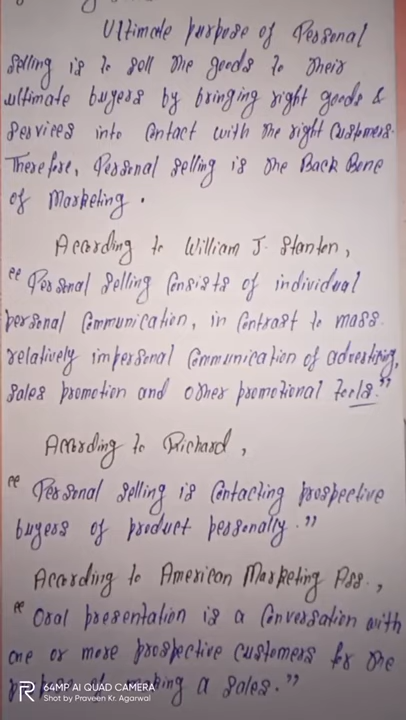 Ultimate purpose of Personal
selling is to sell the goods to their
ultimate buyers by bringing right goods &
services into contact with the right customers.
Therefore, Personal selling is the Back Bone
of Marketing.
According to William J. Stanton,
“Personal selling consists of individual
personal communication, in contrast to mass
relatively impersonal communication of advertizing,
sales promotion and other promotional tools.”
According to Richard,
“Personal selling is contacting prospective
buyers of product personally.”
According to American Marketing Ass.,
“Oral presentation is a conversation with
one or more prospective customers for the
of making a sales.”
64MP AI QUAD CAMERA
Shot by Praveen Kr. Agarwal